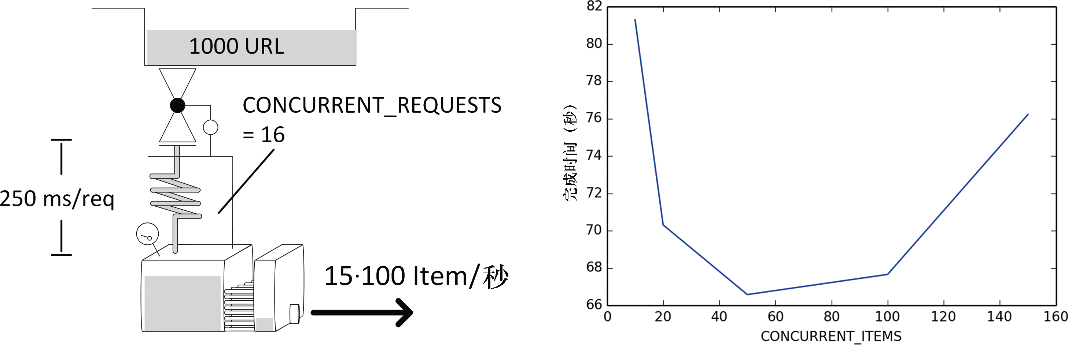 1000 URL
CONCURRENT_REQUESTS
= 16
250 ms/req
15·100 Item/秒
完成时间（秒）
82
80
78
76
74
72
70
68
66
0 20 40 60 80 100 120 140 160
CONCURRENT_ITEMS